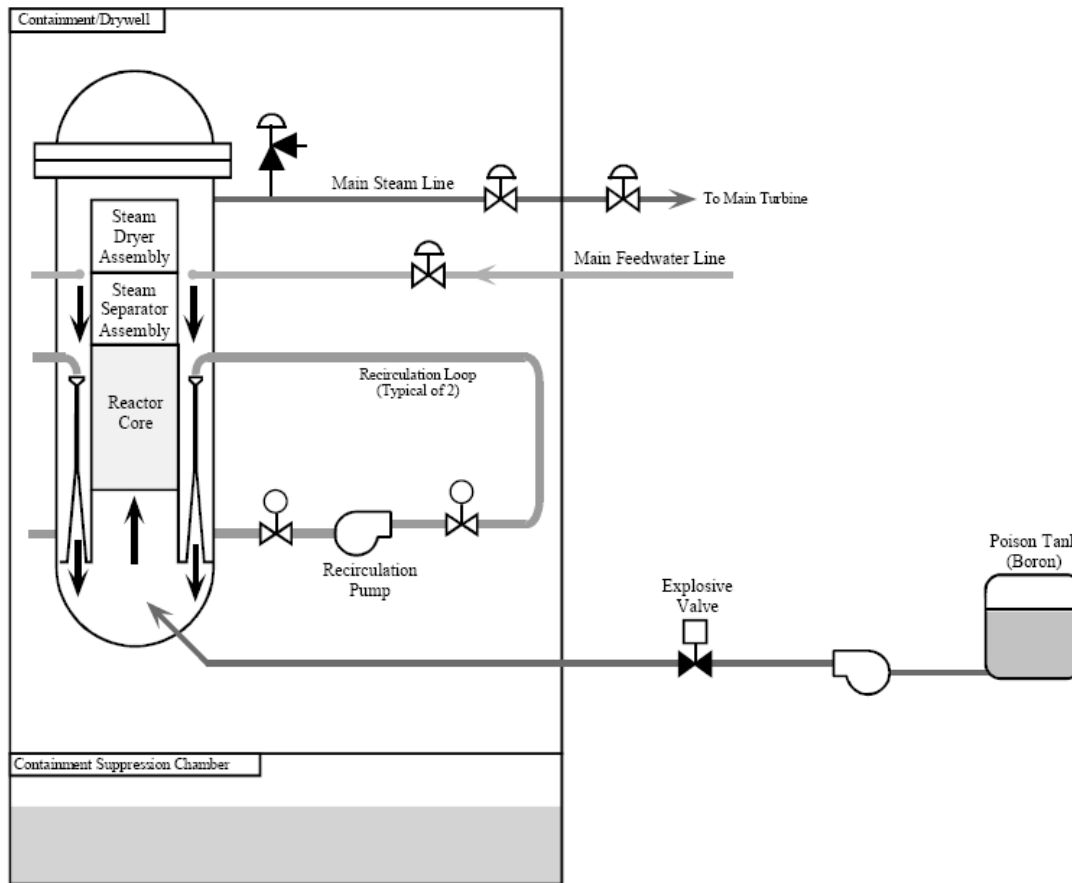 Containment/Drywell
Main Steam Line
To Main Turbine
Steam
Dryer
Assembly
Main Feedwater Line
Steam
Separator
Assembly
Recirculation Loop
(Typical of 2)
Reactor
Core
Recirculation
Pump
Explosive
Valve
Poison Tank
(Boron)
Containment Suppression Chamber